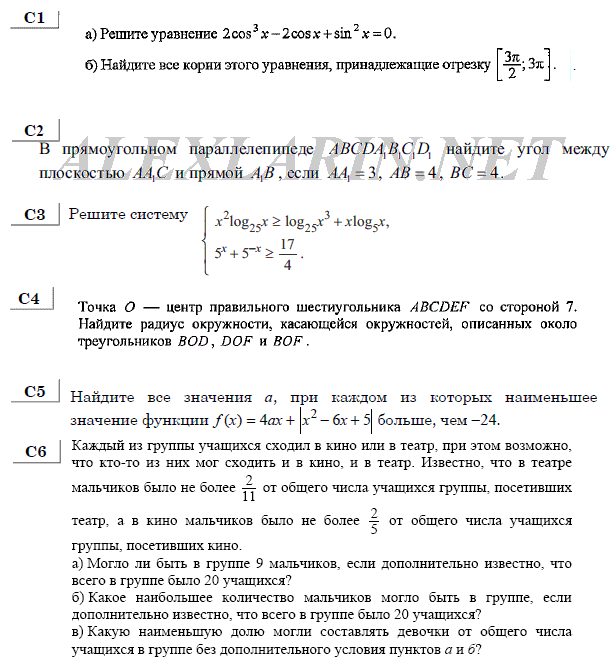 C1
а) Решите уравнение 2cos³x−2cosx+sin²x=0.
б) Найдите все корни этого уравнения, принадлежащие отрезку [3π/2; 3π].
C2
ALEXLARIN.NET
В прямоугольном параллелепипеде ABCDA₁B₁C₁D₁ найдите угол между
плоскостью AA₁C и прямой A₁B, если AA₁=3, AB=4, BC=4.
C3
Решите систему { x²log₂₅x ≥ log₂₅x³ + xlog₅x,
5ˣ + 5⁻ˣ ≥ 17/4.
C4
Точка O — центр правильного шестиугольника ABCDEF со стороной 7.
Найдите радиус окружности, касающейся окружностей, описанных около
треугольников BOD, DOF и BOF.
C5
Найдите все значения a, при каждом из которых наименьшее
значение функции f(x)=4ax+|x²−6x+5| больше, чем −24.
C6
Каждый из группы учащихся сходил в кино или в театр, при этом возможно,
что кто-то из них мог сходить и в кино, и в театр. Известно, что в театре
мальчиков было не более 2/11 от общего числа учащихся группы, посетивших
театр, а в кино мальчиков было не более 2/5 от общего числа учащихся
группы, посетивших кино.
а) Могло ли быть в группе 9 мальчиков, если дополнительно известно, что
всего в группе было 20 учащихся?
б) Какое наибольшее количество мальчиков могло быть в группе, если
дополнительно известно, что всего в группе было 20 учащихся?
в) Какую наименьшую долю могли составлять девочки от общего числа
учащихся в группе без дополнительного условия пунктов а и б?